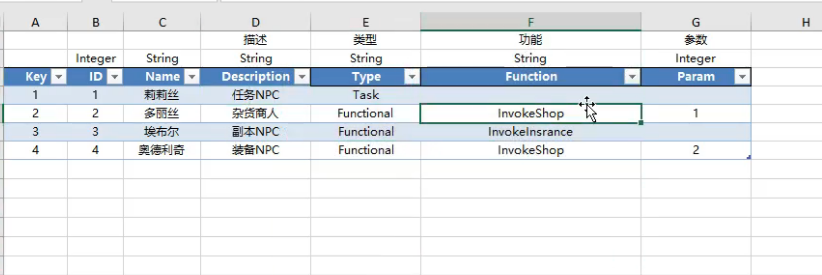 A B C D E F G H
描述 类型 功能 参数
Integer String String String String Integer
Key ID Name Description Type Function Param
1 1 莉莉丝 任务NPC Task
2 2 多丽丝 杂货商人 Functional InvokeShop 1
3 3 埃布尔 副本NPC Functional InvokeInsrance
4 4 奥德利奇 装备NPC Functional InvokeShop 2